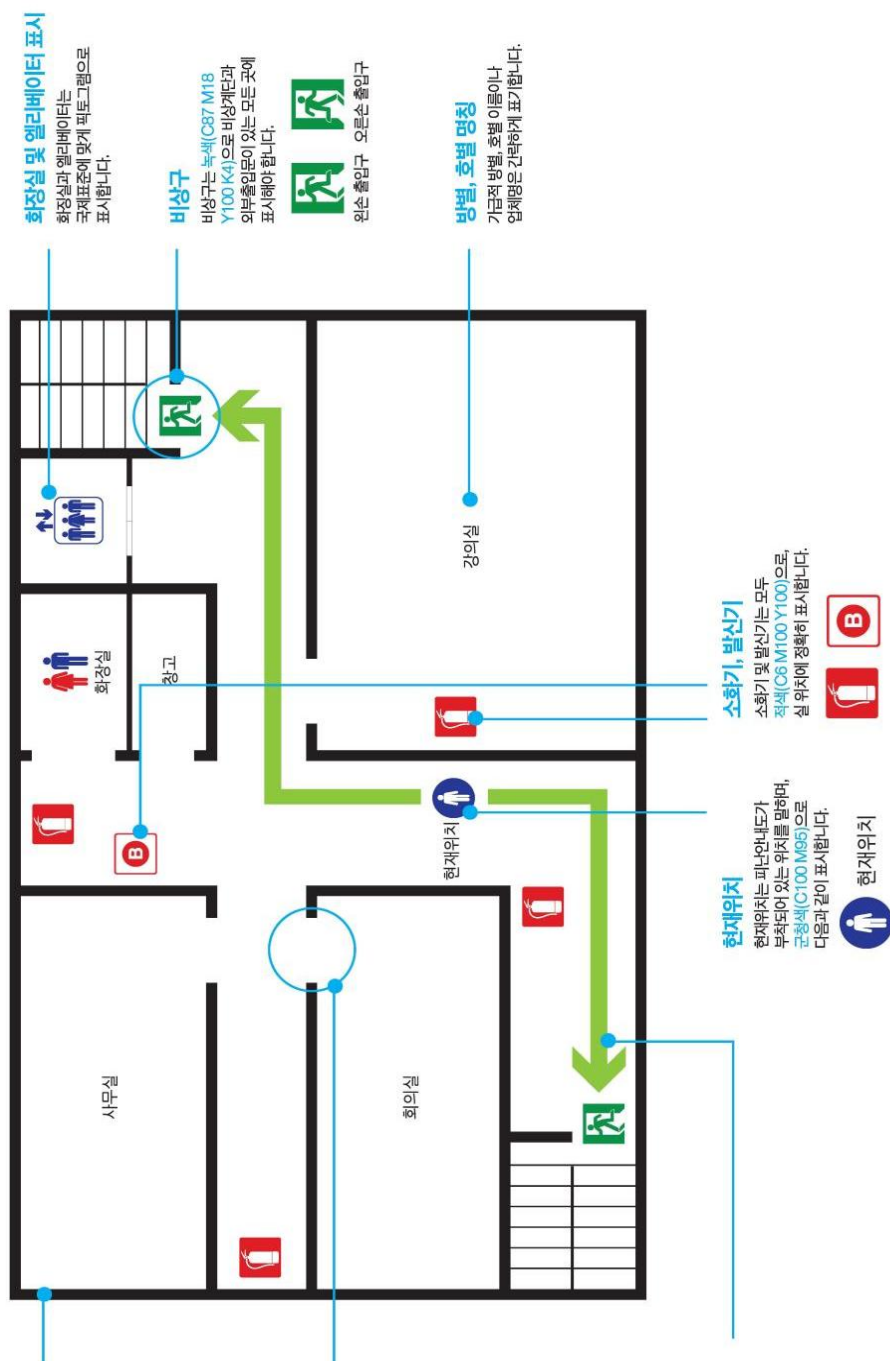 화장실 및 엘리베이터 표시
화장실과 엘리베이터는
국제표준에 맞게 픽토그램으로
표시합니다.
비상구
비상구는 녹색(C87 M18
Y100 K4)으로 비상계단과
외부출입문이 있는 모든 곳에
표시해야 합니다.
왼손 출입구 오른손 출입구
방별, 호별 명칭
가급적 방별, 호별 이름이나
업체명은 간략하게 표기합니다.
소화기, 발신기
소화기 및 발신기는 모두
적색(C6 M100 Y100)으로,
실 위치에 정확히 표시합니다.
B
현재위치
현재위치는 피난안내도가
부착되어 있는 위치를 말하며,
군청색(C100 M95)으로
다음과 같이 표시합니다.
현재위치
사무실
회의실
화장실
창고
강의실
현재위치
B